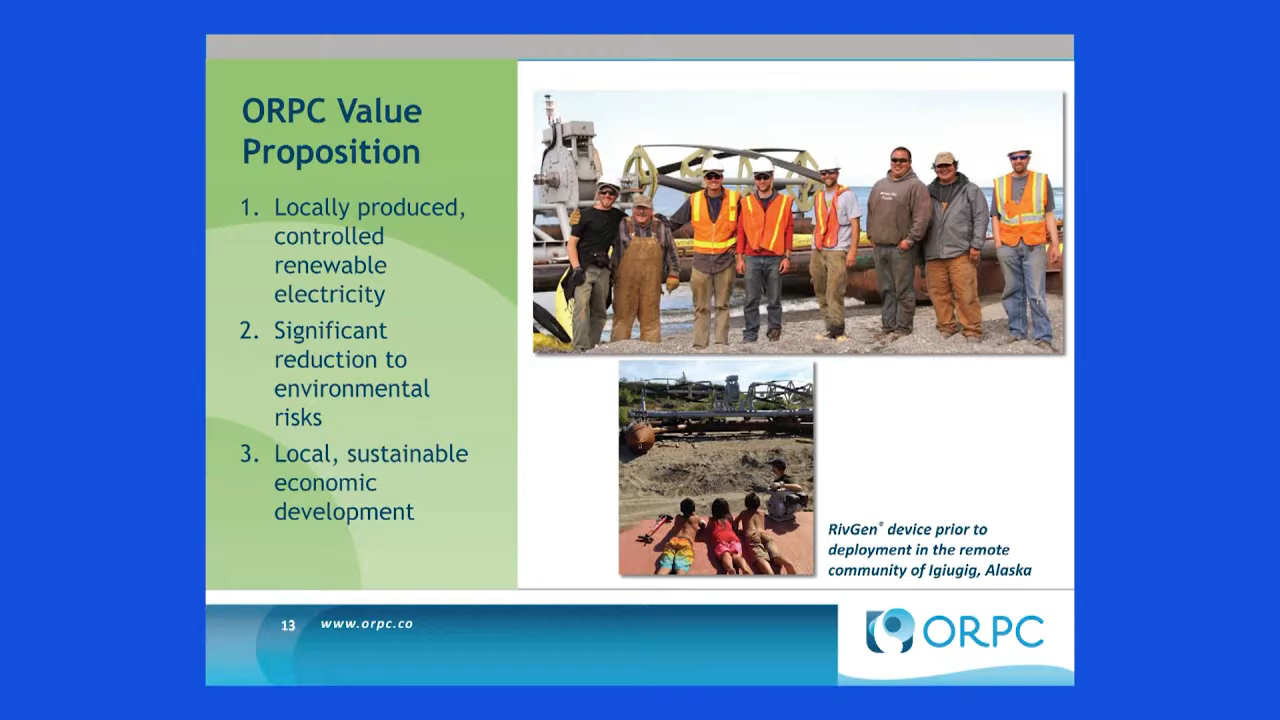 ORPC Value
Proposition
1. Locally produced,
controlled
renewable
electricity
2. Significant
reduction to
environmental
risks
3. Local, sustainable
economic
development
RivGen® device prior to
deployment in the remote
community of Igiugig, Alaska
13 www.orpc.co
ORPC